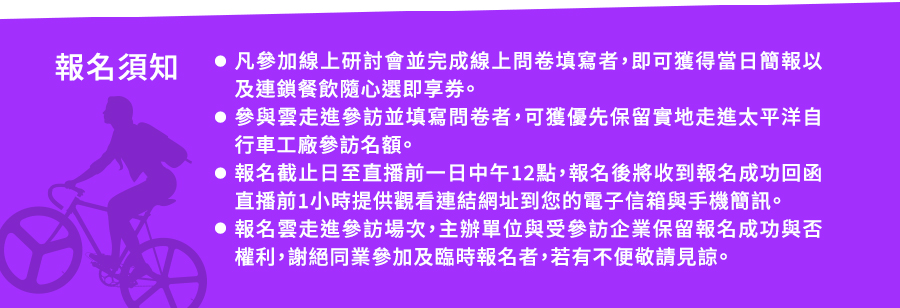 報名須知
● 凡參加線上研討會並完成線上問卷填寫者，即可獲得當日簡報以
及連鎖餐飲隨心選即享券。
● 參與雲走進參訪並填寫問卷者，可獲優先保留實地走進太平洋自
行車工廠參訪名額。
● 報名截止日至直播前一日中午12點，報名後將收到報名成功回函
直播前1小時提供觀看連結網址到您的電子信箱與手機簡訊。
● 報名雲走進參訪場次，主辦單位與受參訪企業保留報名成功與否
權利，謝絕同業參加及臨時報名者，若有不便敬請見諒。